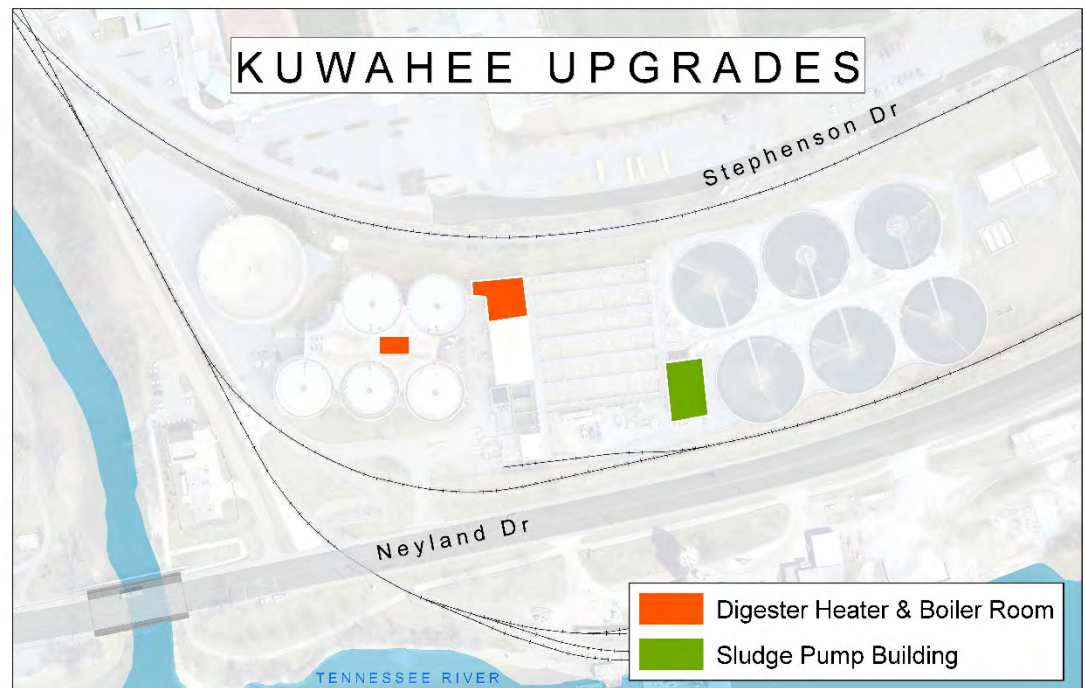 KUWAHEE UPGRADES
Stephenson Dr
Neyland Dr
Digester Heater & Boiler Room
Sludge Pump Building
TENNESSEE RIVER